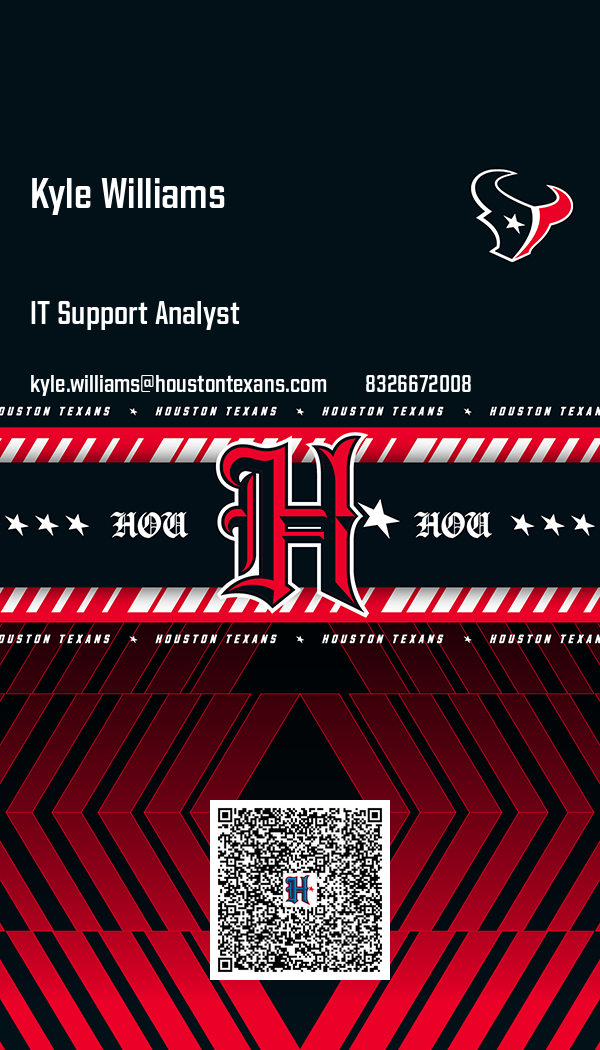 Kyle Williams
IT Support Analyst
kyle.williams@houstontexans.com 8326672008
OUSTON TEXANS ★ HOUSTON TEXANS ★ HOUSTON TEXANS ★ HOUSTON TEXAN
★ ★ ★ HOU H★ HOU ★ ★ ★
OUSTON TEXANS ★ HOUSTON TEXANS ★ HOUSTON TEXANS ★ HOUSTON TEXAN
H